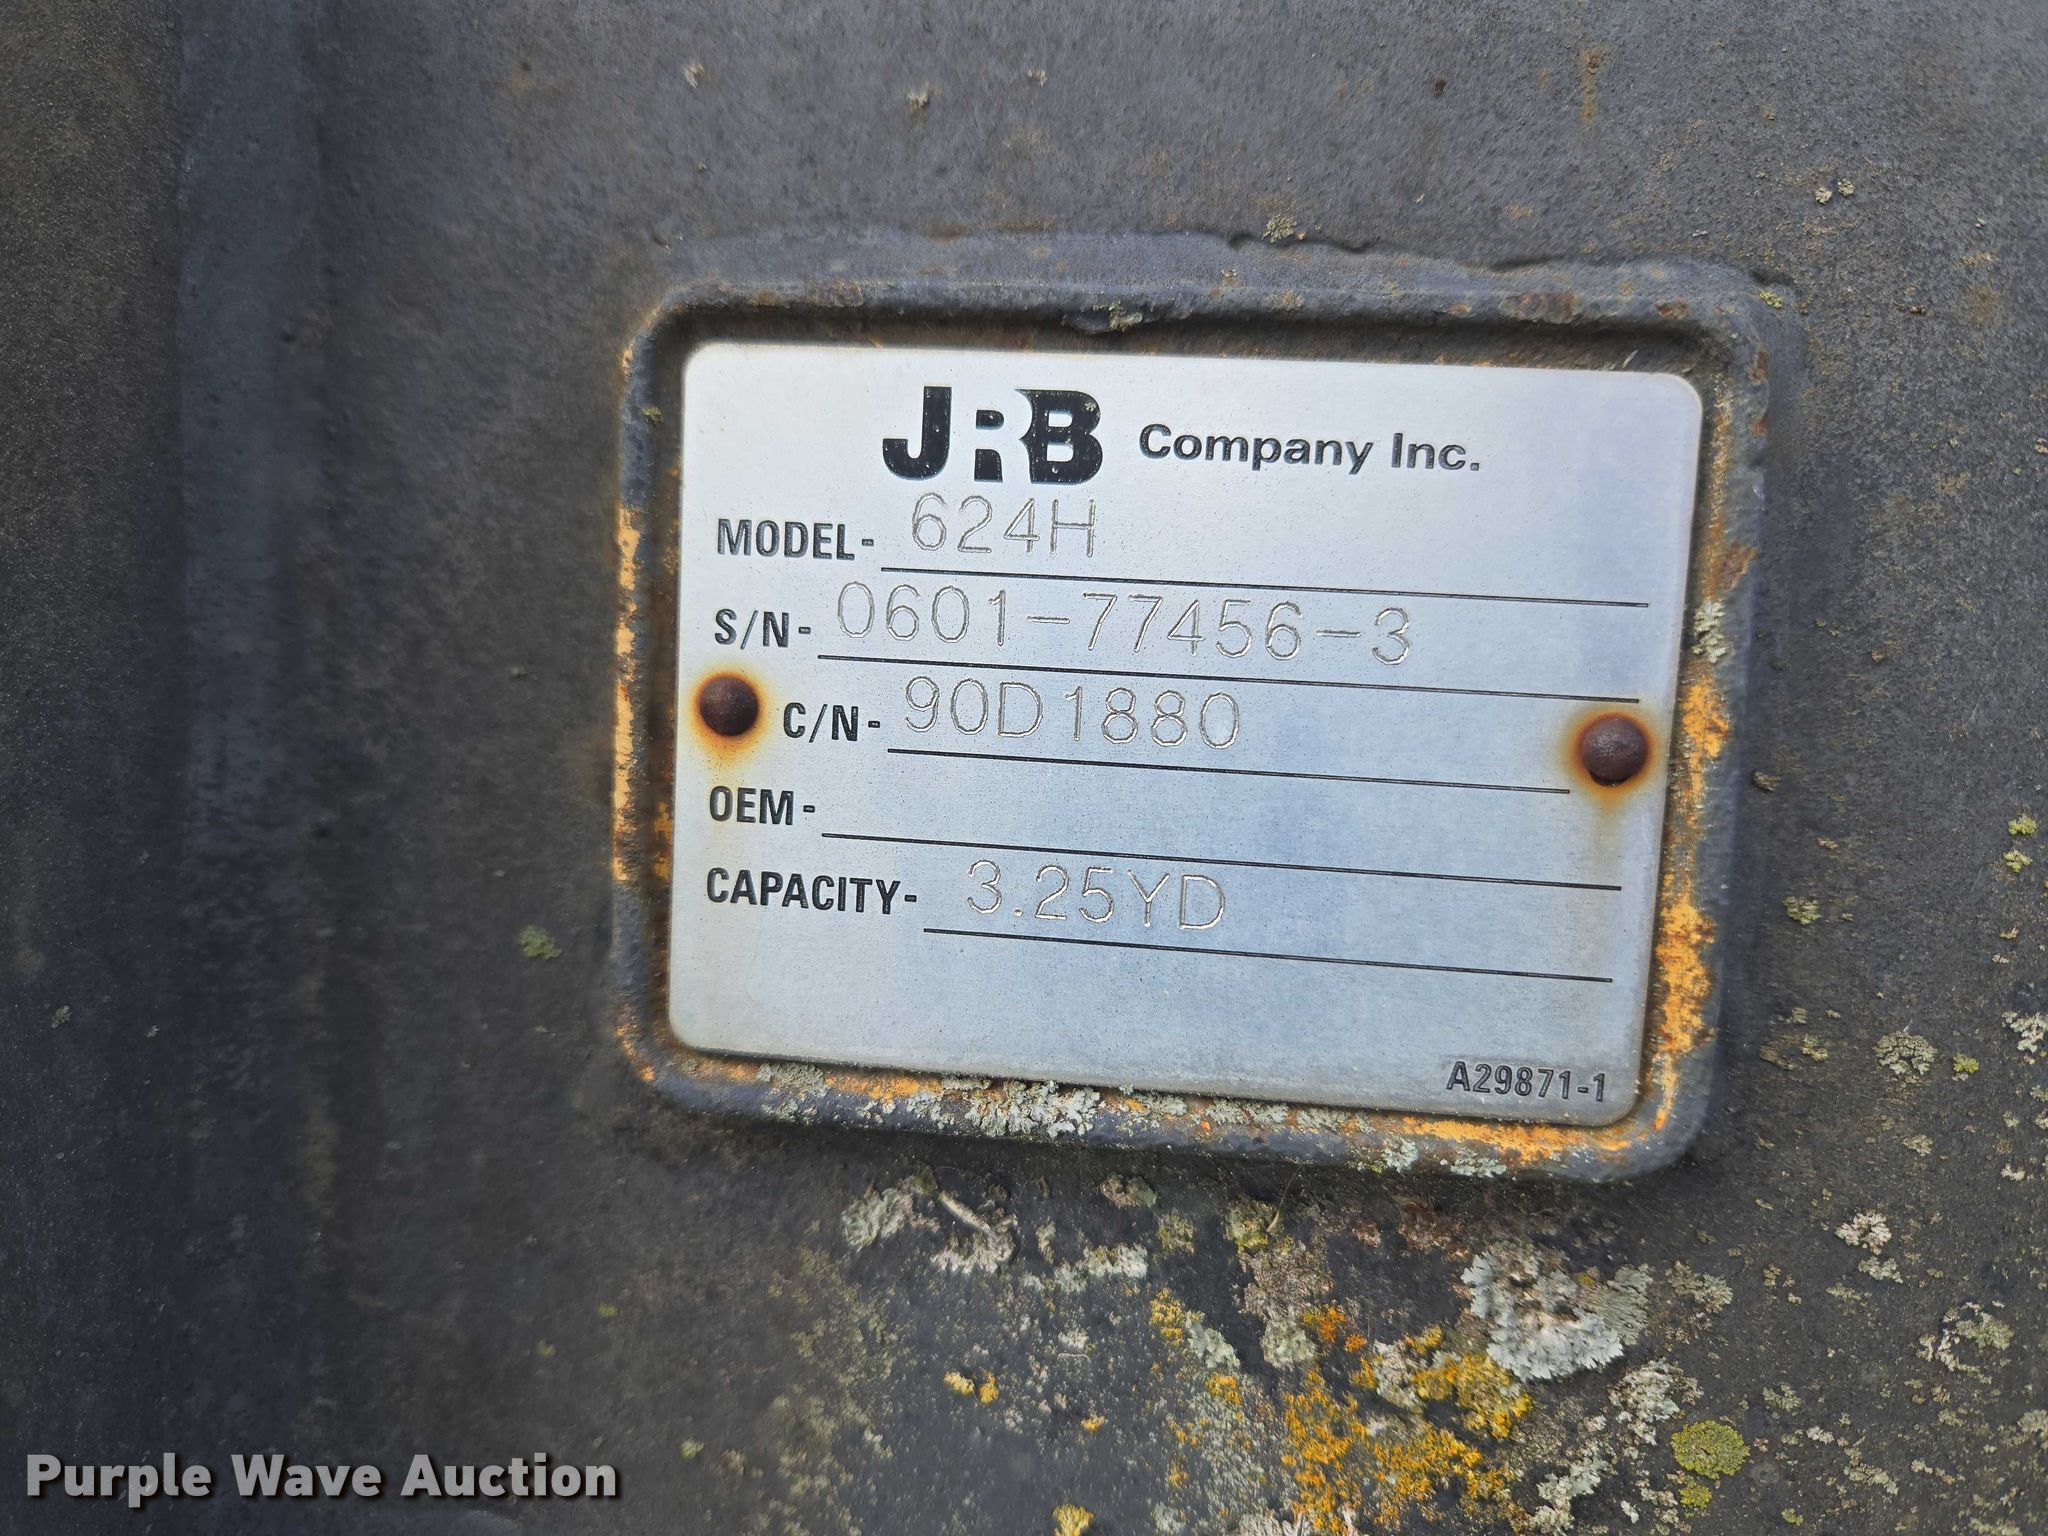 JRB Company Inc.
MODEL- 624H
S/N- 0601-77456-3
C/N- 90D1880
OEM-
CAPACITY- 3.25YD
A29871-1
Purple Wave Auction